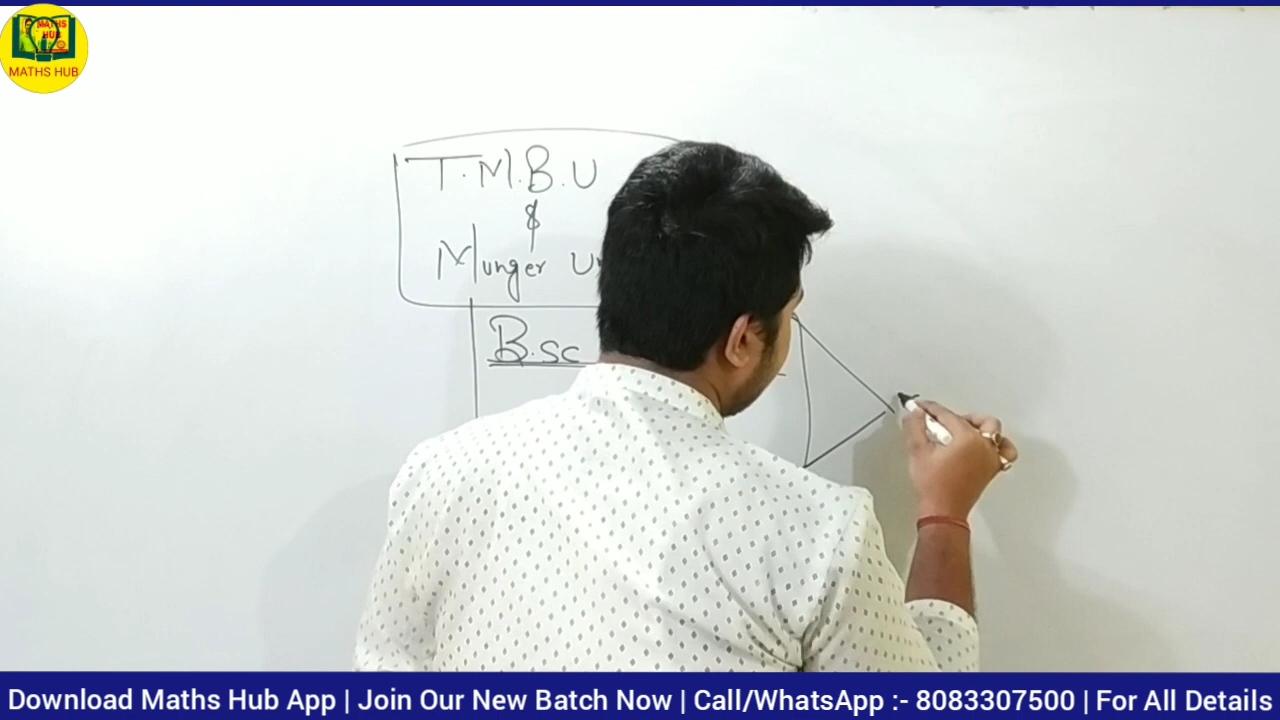 MATHS
HUB
MATHS HUB
T.M.B.U
&
Munger
B.sc
Download Maths Hub App | Join Our New Batch Now | Call/WhatsApp :- 8083307500 | For All Details